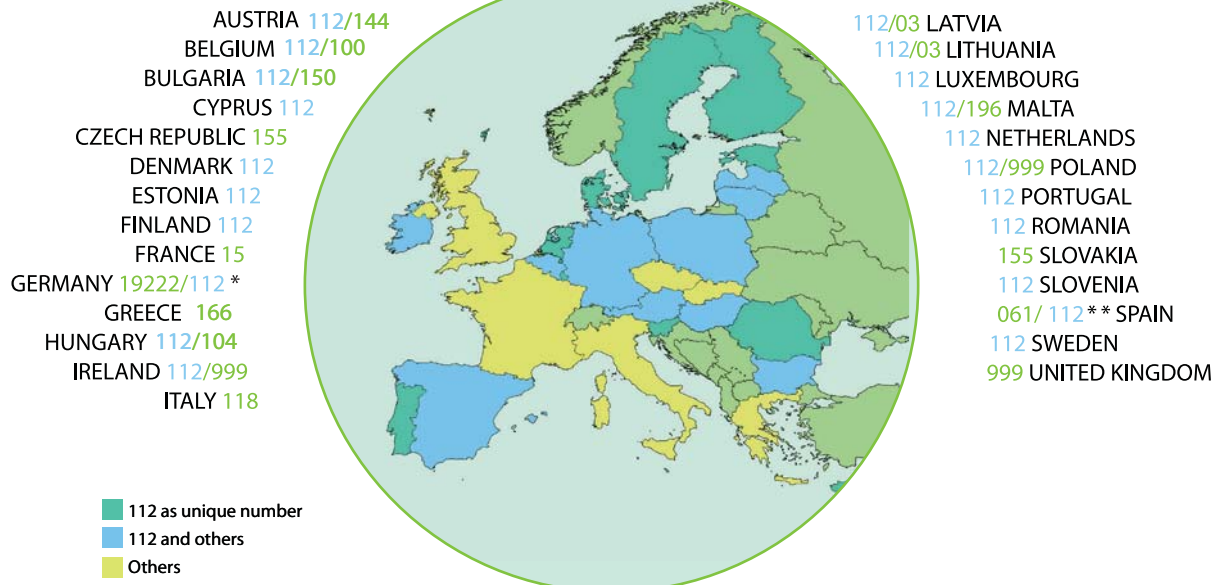 AUSTRIA 112/144
BELGIUM 112/100
BULGARIA 112/150
CYPRUS 112
CZECH REPUBLIC 155
DENMARK 112
ESTONIA 112
FINLAND 112
FRANCE 15
GERMANY 19222/112 *
GREECE 166
HUNGARY 112/104
IRELAND 112/999
ITALY 118
112/03 LATVIA
112/03 LITHUANIA
112 LUXEMBOURG
112/196 MALTA
112 NETHERLANDS
112/999 POLAND
112 PORTUGAL
112 ROMANIA
155 SLOVAKIA
112 SLOVENIA
061/ 112 ** SPAIN
112 SWEDEN
999 UNITED KINGDOM
112 as unique number
112 and others
Others